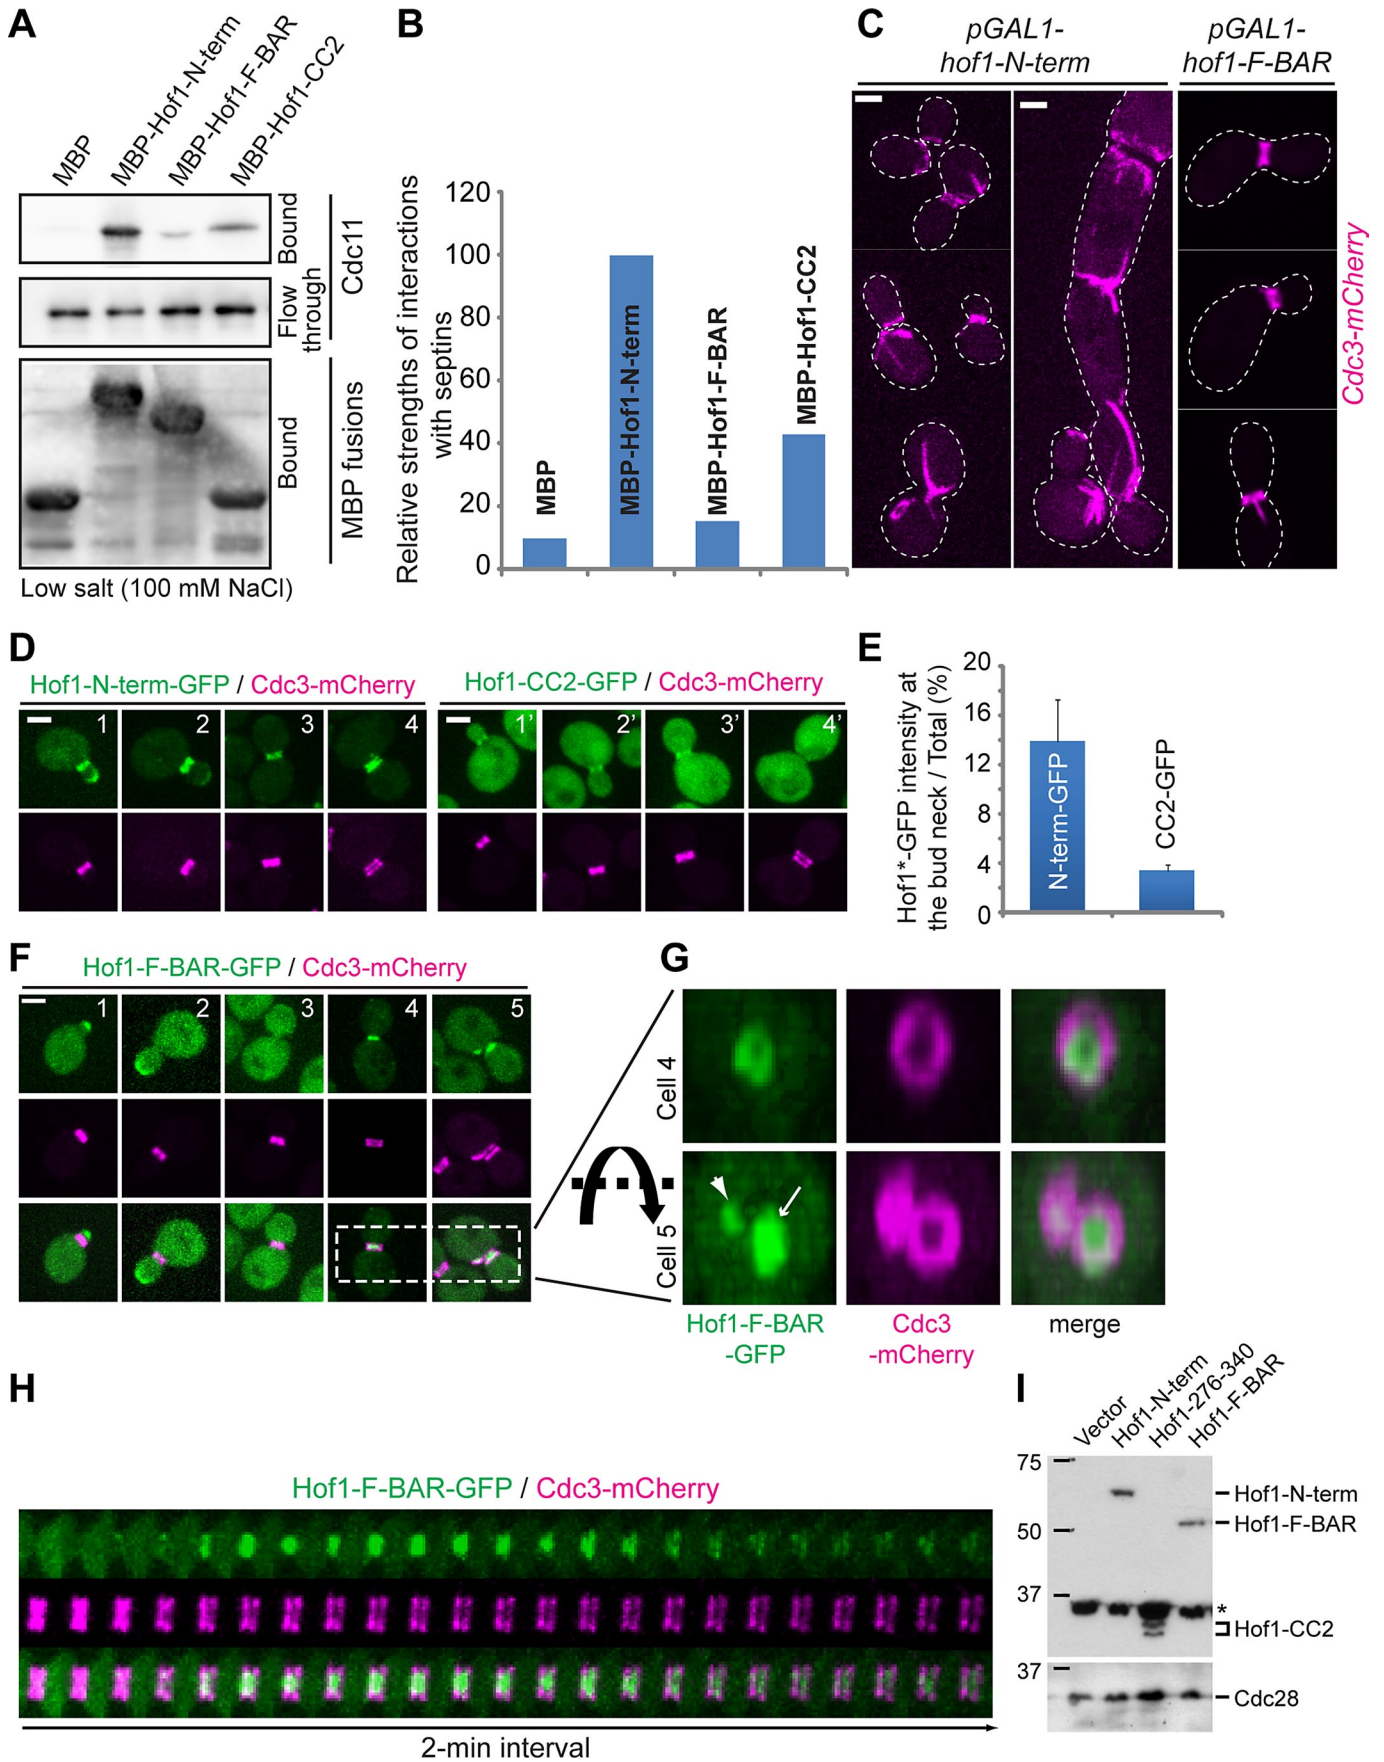 A
MBP
MBP-Hof1-N-term
MBP-Hof1-F-BAR
MBP-Hof1-CC2
Bound
Flow
through
Cdc11
Bound
MBP fusions
Low salt (100 mM NaCl)
B
Relative strengths of interactions
with septins
120
100
80
60
40
20
0
MBP
MBP-Hof1-N-term
MBP-Hof1-F-BAR
MBP-Hof1-CC2
C
pGAL1-
hof1-N-term
pGAL1-
hof1-F-BAR
Cdc3-mCherry
D
Hof1-N-term-GFP / Cdc3-mCherry
1
2
3
4
Hof1-CC2-GFP / Cdc3-mCherry
1’
2’
3’
4’
E
Hof1*-GFP intensity at
the bud neck / Total (%)
20
16
12
8
4
0
N-term-GFP
CC2-GFP
F
Hof1-F-BAR-GFP / Cdc3-mCherry
1
2
3
4
5
G
Cell 4
Cell 5
Hof1-F-BAR
-GFP
Cdc3
-mCherry
merge
H
Hof1-F-BAR-GFP / Cdc3-mCherry
2-min interval
I
Vector
Hof1-N-term
Hof1-276-340
Hof1-F-BAR
75
50
37
37
Hof1-N-term
Hof1-F-BAR
*
Hof1-CC2
Cdc28